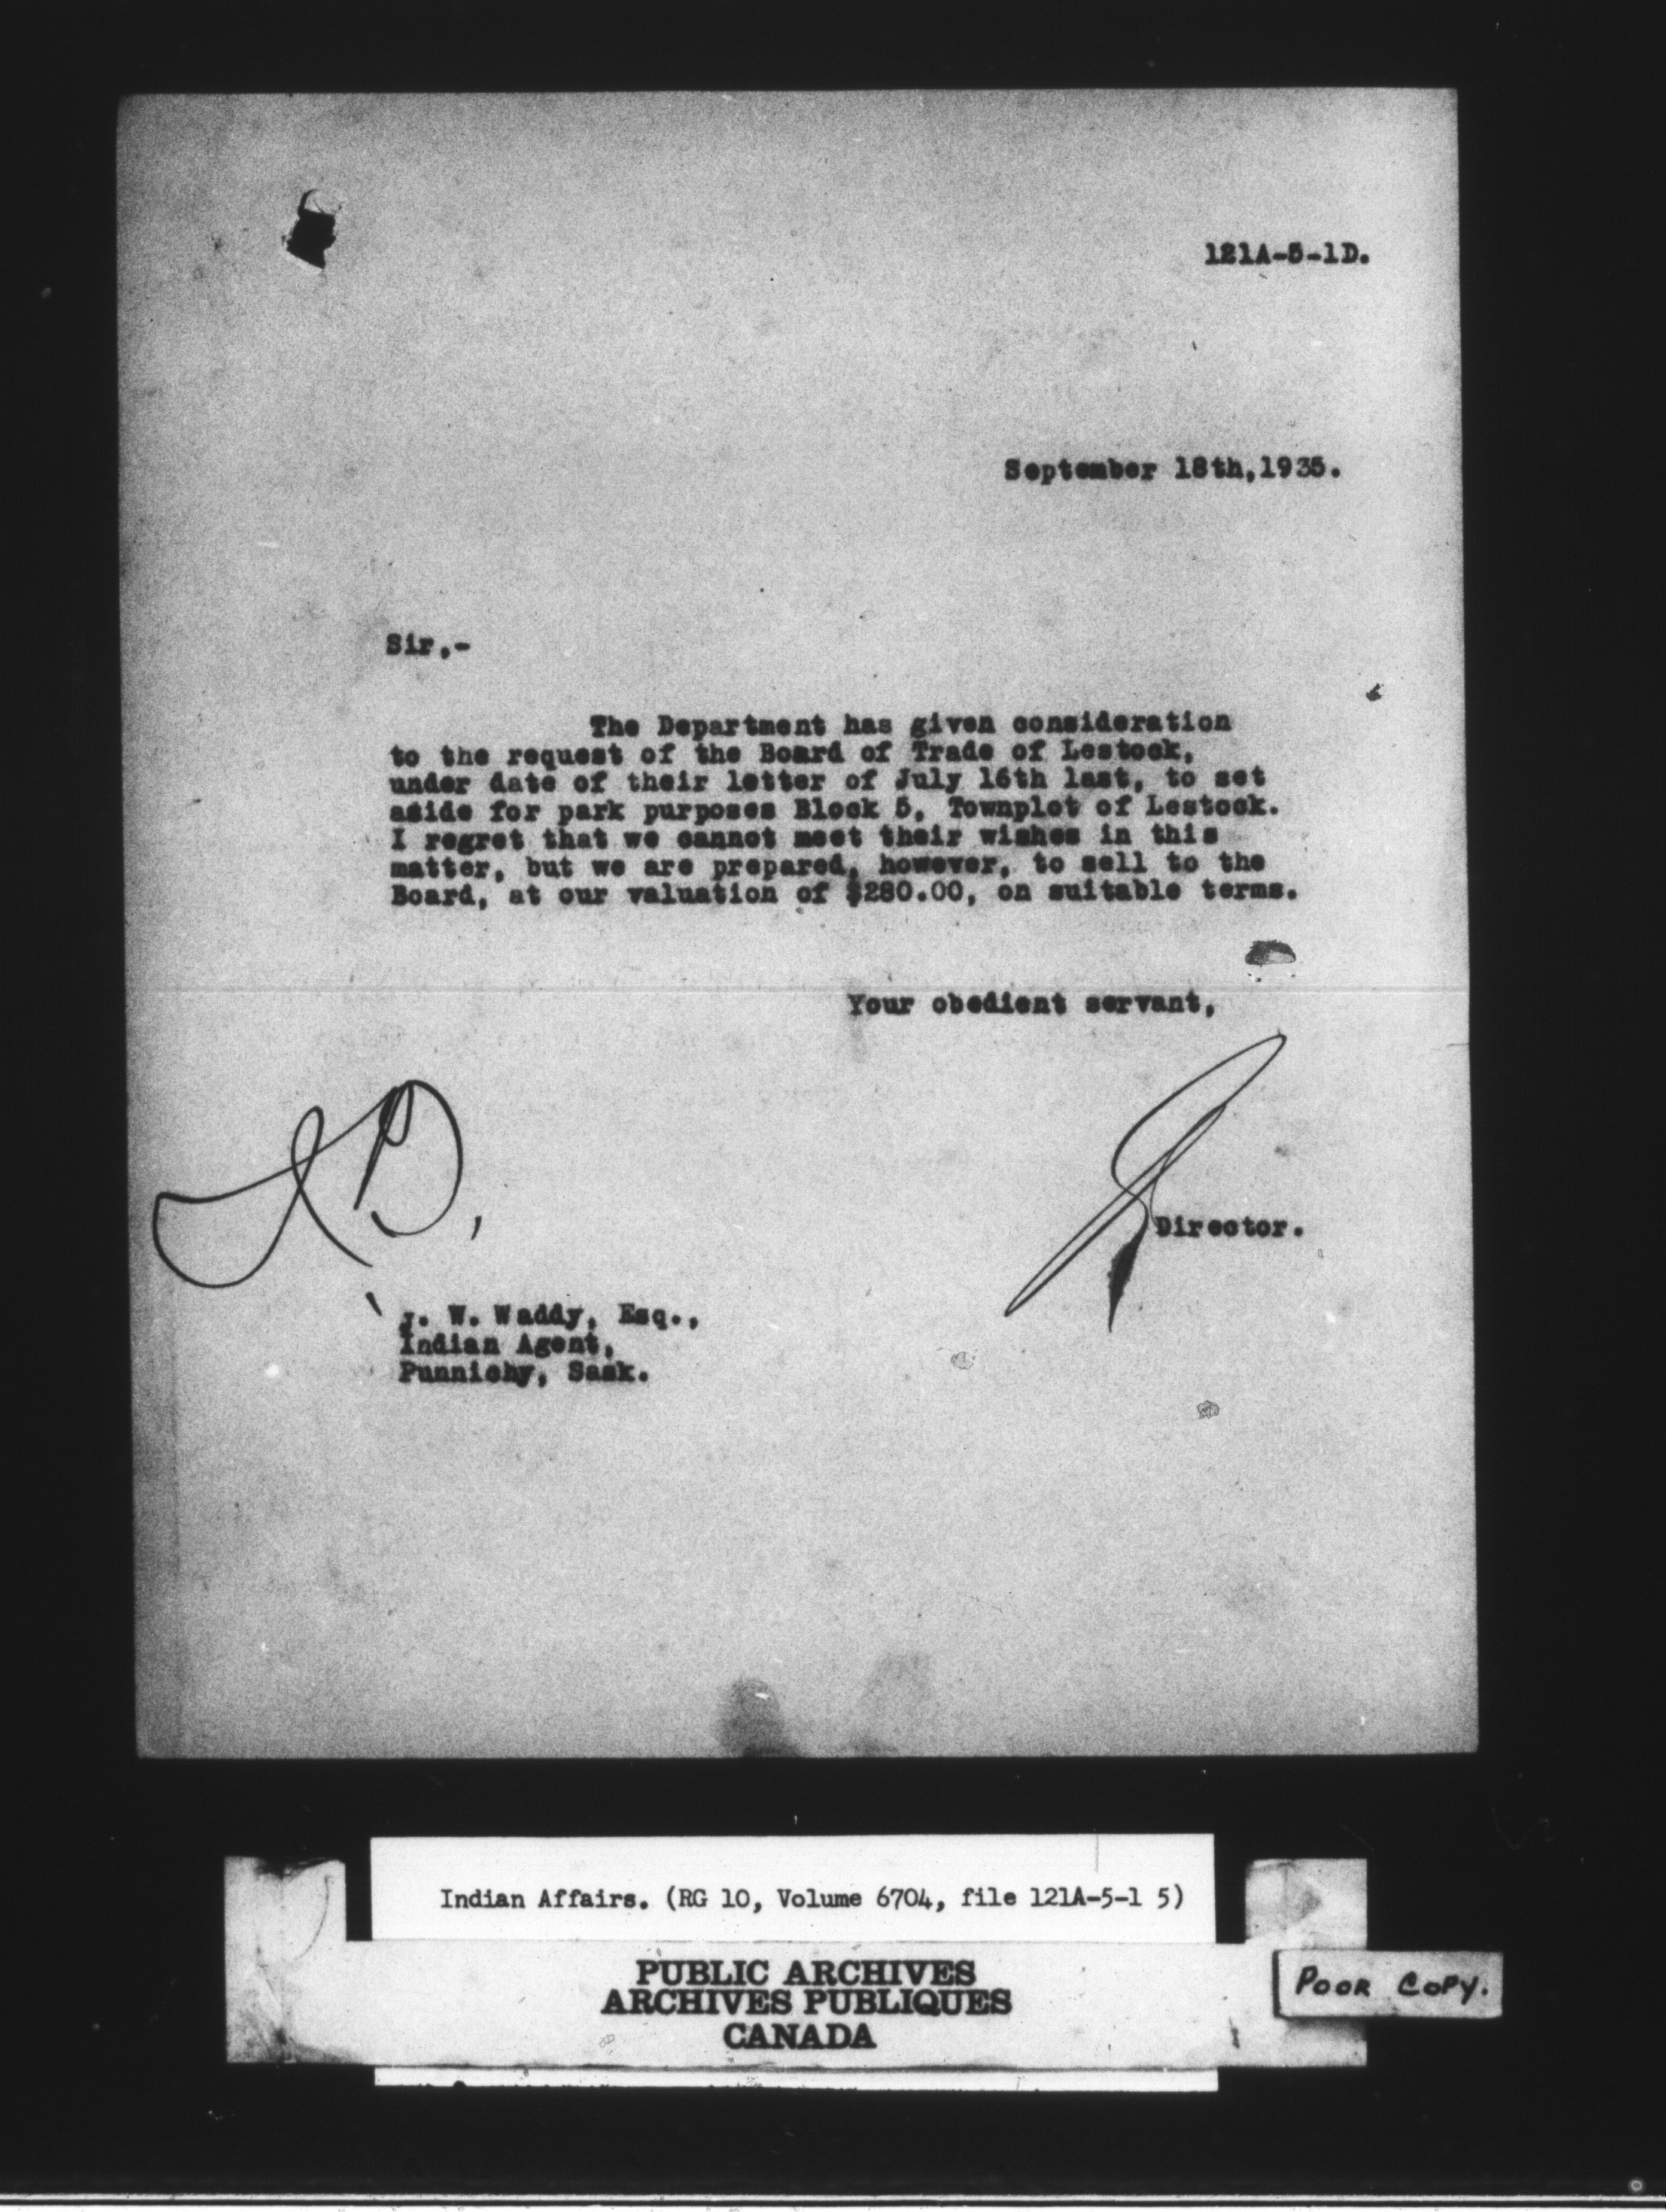 121A-5-1D.
September 18th,1935.
Sir,-
The Department has given consideration
to the request of the Board of Trade of Lestock,
under date of their letter of July 16th last, to set
aside for park purposes Block 5, Townplot of Lestock.
I regret that we cannot meet their wishes in this
matter, but we are prepared, however, to sell to the
Board, at our valuation of $280.00, on suitable terms.
Your obedient servant,
Director.
J. W. Waddy, Esq.,
Indian Agent,
Punnichy, Sask.
Indian Affairs. (RG 10, Volume 6704, file 121A-5-1 5)
PUBLIC ARCHIVES
ARCHIVES PUBLIQUES
CANADA
POOR COPY.